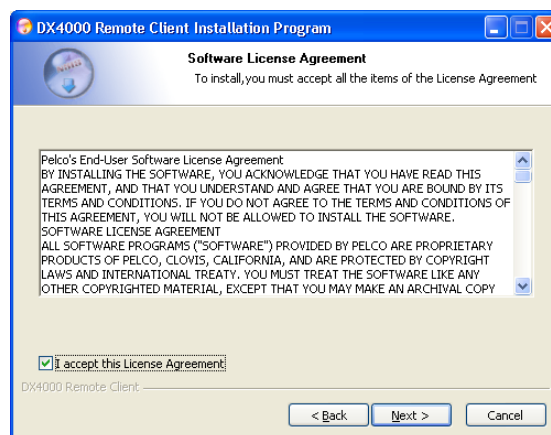 DX4000 Remote Client Installation Program
Software License Agreement
To install,you must accept all the items of the License Agreement
Pelco's End-User Software License Agreement
BY INSTALLING THE SOFTWARE, YOU ACKNOWLEDGE THAT YOU HAVE READ THIS
AGREEMENT, AND THAT YOU UNDERSTAND AND AGREE THAT YOU ARE BOUND BY ITS
TERMS AND CONDITIONS. IF YOU DO NOT AGREE TO THE TERMS AND CONDITIONS OF
THIS AGREEMENT, YOU WILL NOT BE ALLOWED TO INSTALL THE SOFTWARE.
SOFTWARE LICENSE AGREEMENT
ALL SOFTWARE PROGRAMS ("SOFTWARE") PROVIDED BY PELCO ARE PROPRIETARY
PRODUCTS OF PELCO, CLOVIS, CALIFORNIA, AND ARE PROTECTED BY COPYRIGHT
LAWS AND INTERNATIONAL TREATY. YOU MUST TREAT THE SOFTWARE LIKE ANY
OTHER COPYRIGHTED MATERIAL, EXCEPT THAT YOU MAY MAKE AN ARCHIVAL COPY
I accept this License Agreement
DX4000 Remote Client
< Back Next > Cancel